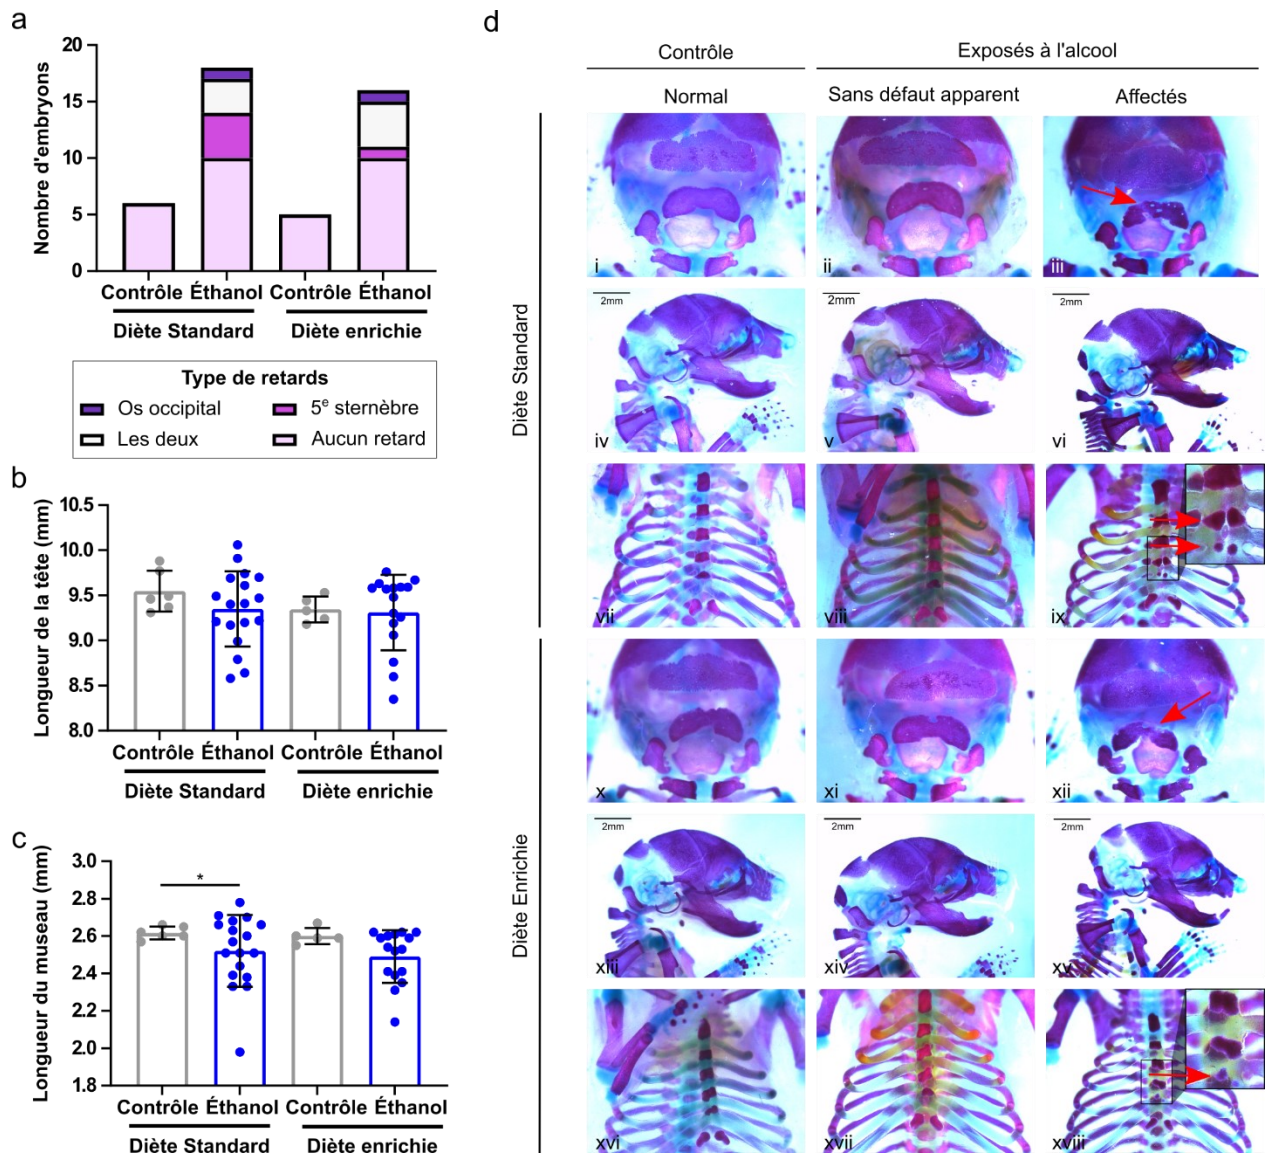 a
20
15
10
5
0
Nombre d'embryons
Contrôle Éthanol Contrôle Éthanol
Diète Standard Diète enrichie
Type de retards
Os occipital 5e sternèbre
Les deux Aucun retard
b
10.5
10.0
9.5
9.0
8.5
8.0
Longueur de la tête (mm)
Contrôle Éthanol Contrôle Éthanol
Diète Standard Diète enrichie
c
3.0
2.8
2.6
2.4
2.2
2.0
1.8
Longueur du museau (mm)
*
Contrôle Éthanol Contrôle Éthanol
Diète Standard Diète enrichie
d
Contrôle Exposés à l'alcool
Normal Sans défaut apparent Affectés
Diète Standard
i ii iii
2mm 2mm 2mm
iv v vi
vii viii ix
Diète Enrichie
x xi xii
2mm 2mm 2mm
xiii xiv xv
xvi xvii xviii